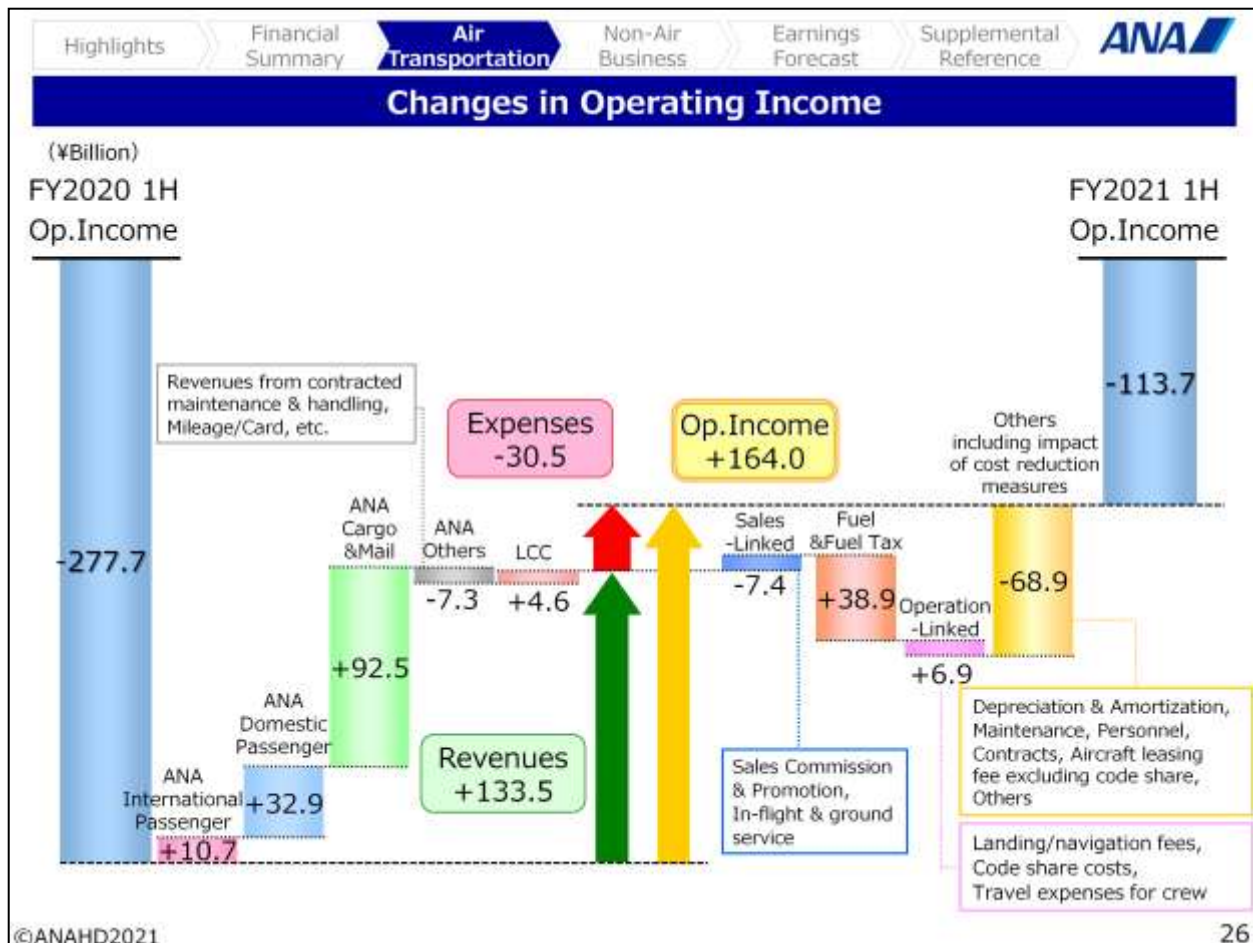 Highlights
Financial
Summary
Air
Transportation
Non-Air
Business
Earnings
Forecast
Supplemental
Reference
ANA
Changes in Operating Income
(¥Billion)
FY2020 1H
Op.Income
FY2021 1H
Op.Income
-277.7
-113.7
Revenues from contracted
maintenance & handling,
Mileage/Card, etc.
Expenses
-30.5
Op.Income
+164.0
Others
including impact
of cost reduction
measures
ANA
Cargo
&Mail
ANA
Others
LCC
Sales
-Linked
Fuel
&Fuel Tax
-7.3
+4.6
-7.4
+38.9
Operation
-Linked
-68.9
+92.5
+6.9
ANA
Domestic
Passenger
+32.9
ANA
International
Passenger
+10.7
Revenues
+133.5
Sales Commission
& Promotion,
In-flight & ground
service
Depreciation & Amortization,
Maintenance, Personnel,
Contracts, Aircraft leasing
fee excluding code share,
Others
Landing/navigation fees,
Code share costs,
Travel expenses for crew
©ANAHD2021
26